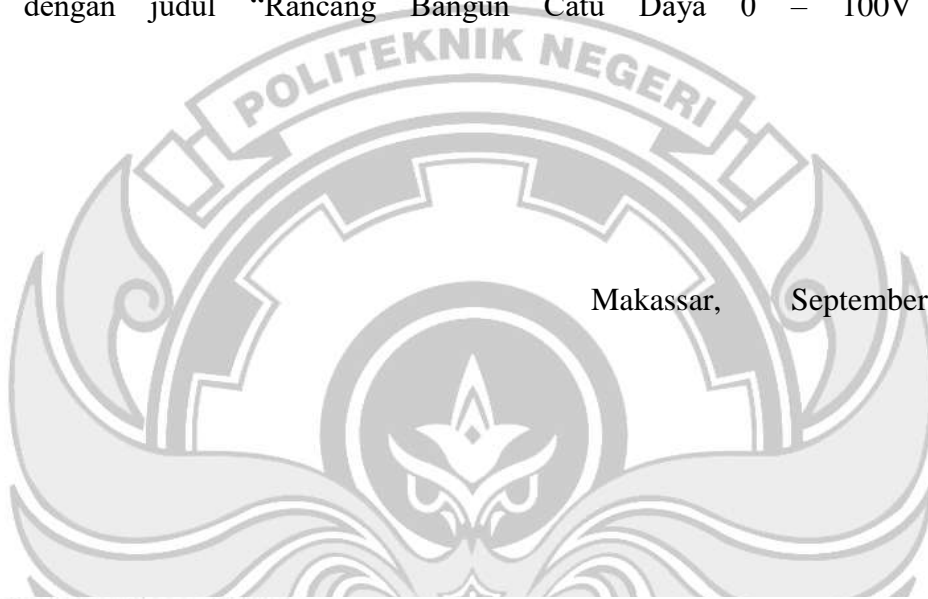 dengan judul “Rancang Bangun Catu Daya 0 – 100V
POLITEKNIK NEGERI
Makassar, September